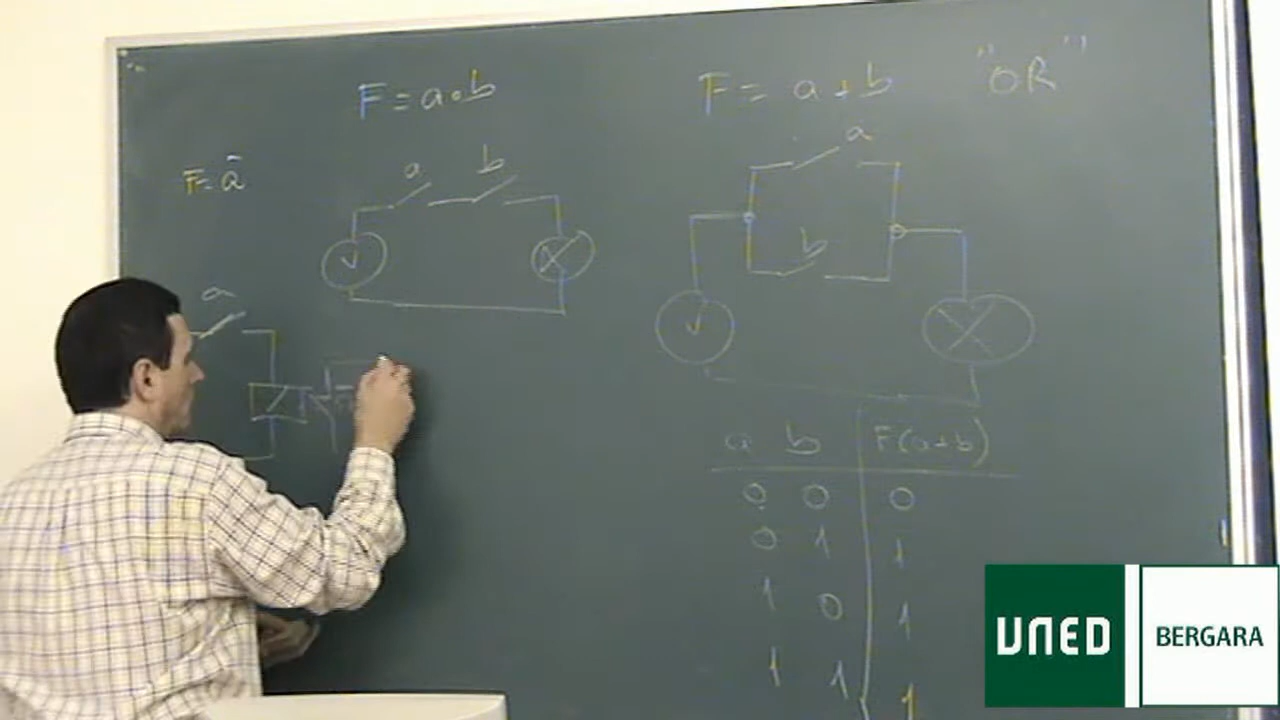 F = a • b
F = a + b "OR"
F = ā
a b
V
a
b
V
a
a b F(a+b)
0 0 0
0 1 1
1 0 1
1 1 1
UNED BERGARA